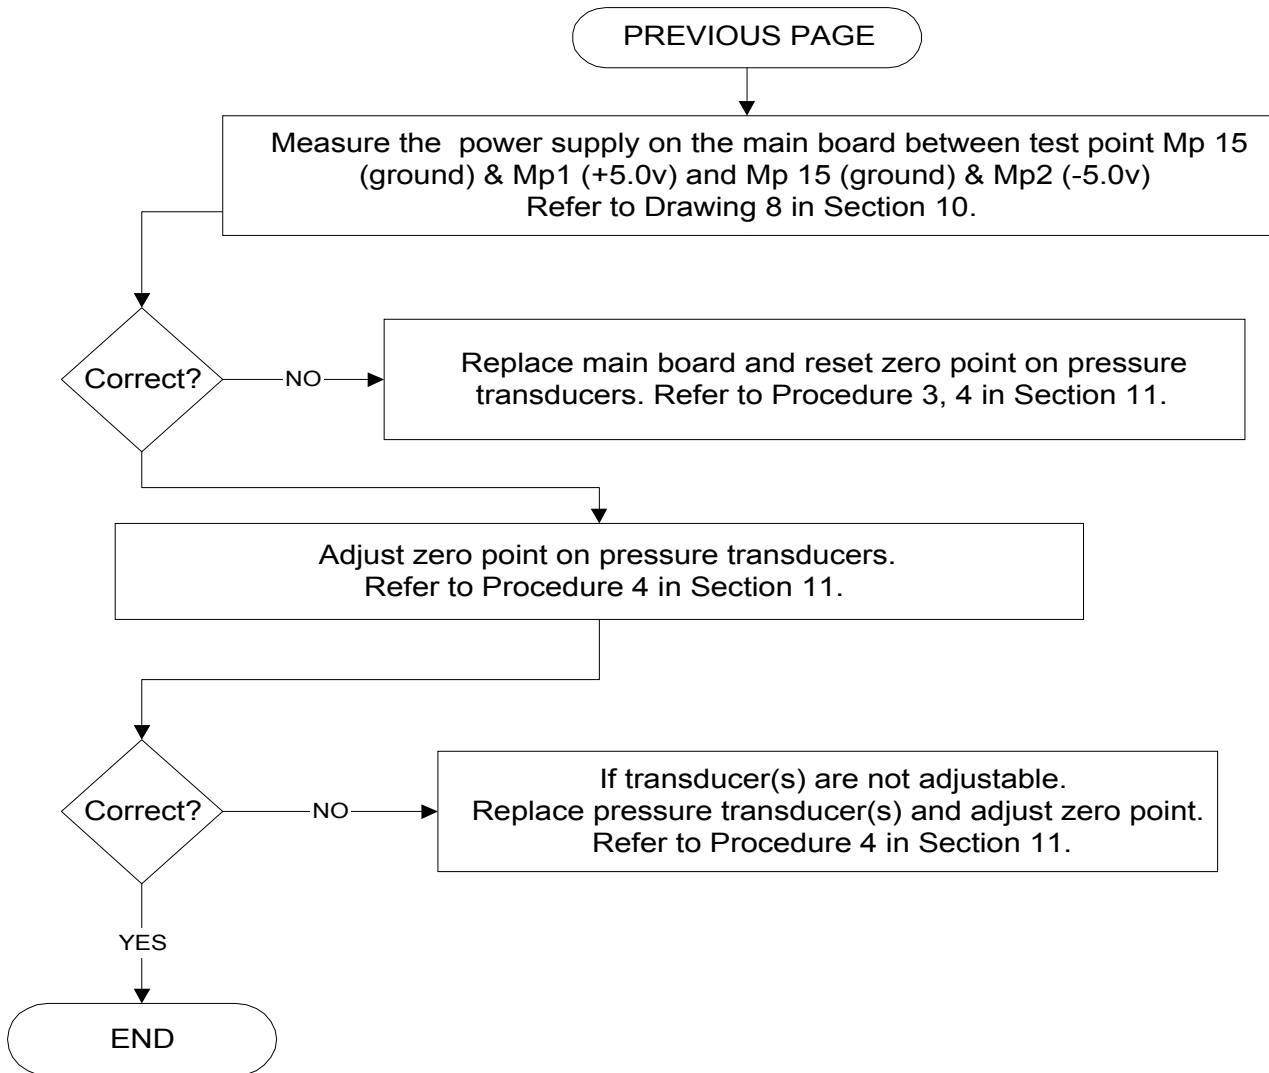 PREVIOUS PAGE
Measure the power supply on the main board between test point Mp 15
(ground) & Mp1 (+5.0v) and Mp 15 (ground) & Mp2 (-5.0v)
Refer to Drawing 8 in Section 10.
Correct?
NO
Replace main board and reset zero point on pressure
transducers. Refer to Procedure 3, 4 in Section 11.
Adjust zero point on pressure transducers.
Refer to Procedure 4 in Section 11.
Correct?
NO
If transducer(s) are not adjustable.
Replace pressure transducer(s) and adjust zero point.
Refer to Procedure 4 in Section 11.
YES
END